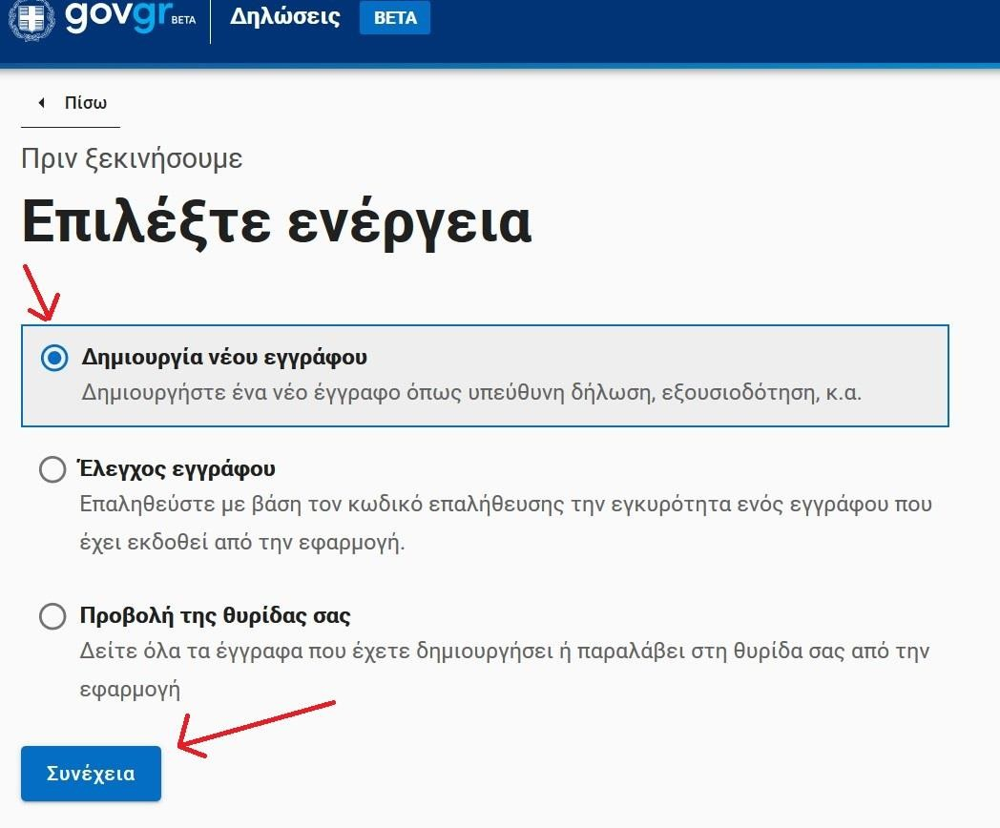 govgr BETA Δηλώσεις BETA
Πίσω
Πριν ξεκινήσουμε
Επιλέξτε ενέργεια
Δημιουργία νέου εγγράφου
Δημιουργήστε ένα νέο έγγραφο όπως υπεύθυνη δήλωση, εξουσιοδότηση, κ.α.
Έλεγχος εγγράφου
Επαληθεύστε με βάση τον κωδικό επαλήθευσης την εγκυρότητα ενός εγγράφου που
έχει εκδοθεί από την εφαρμογή.
Προβολή της θυρίδας σας
Δείτε όλα τα έγγραφα που έχετε δημιουργήσει ή παραλάβει στη θυρίδα σας από την
εφαρμογή
Συνέχεια